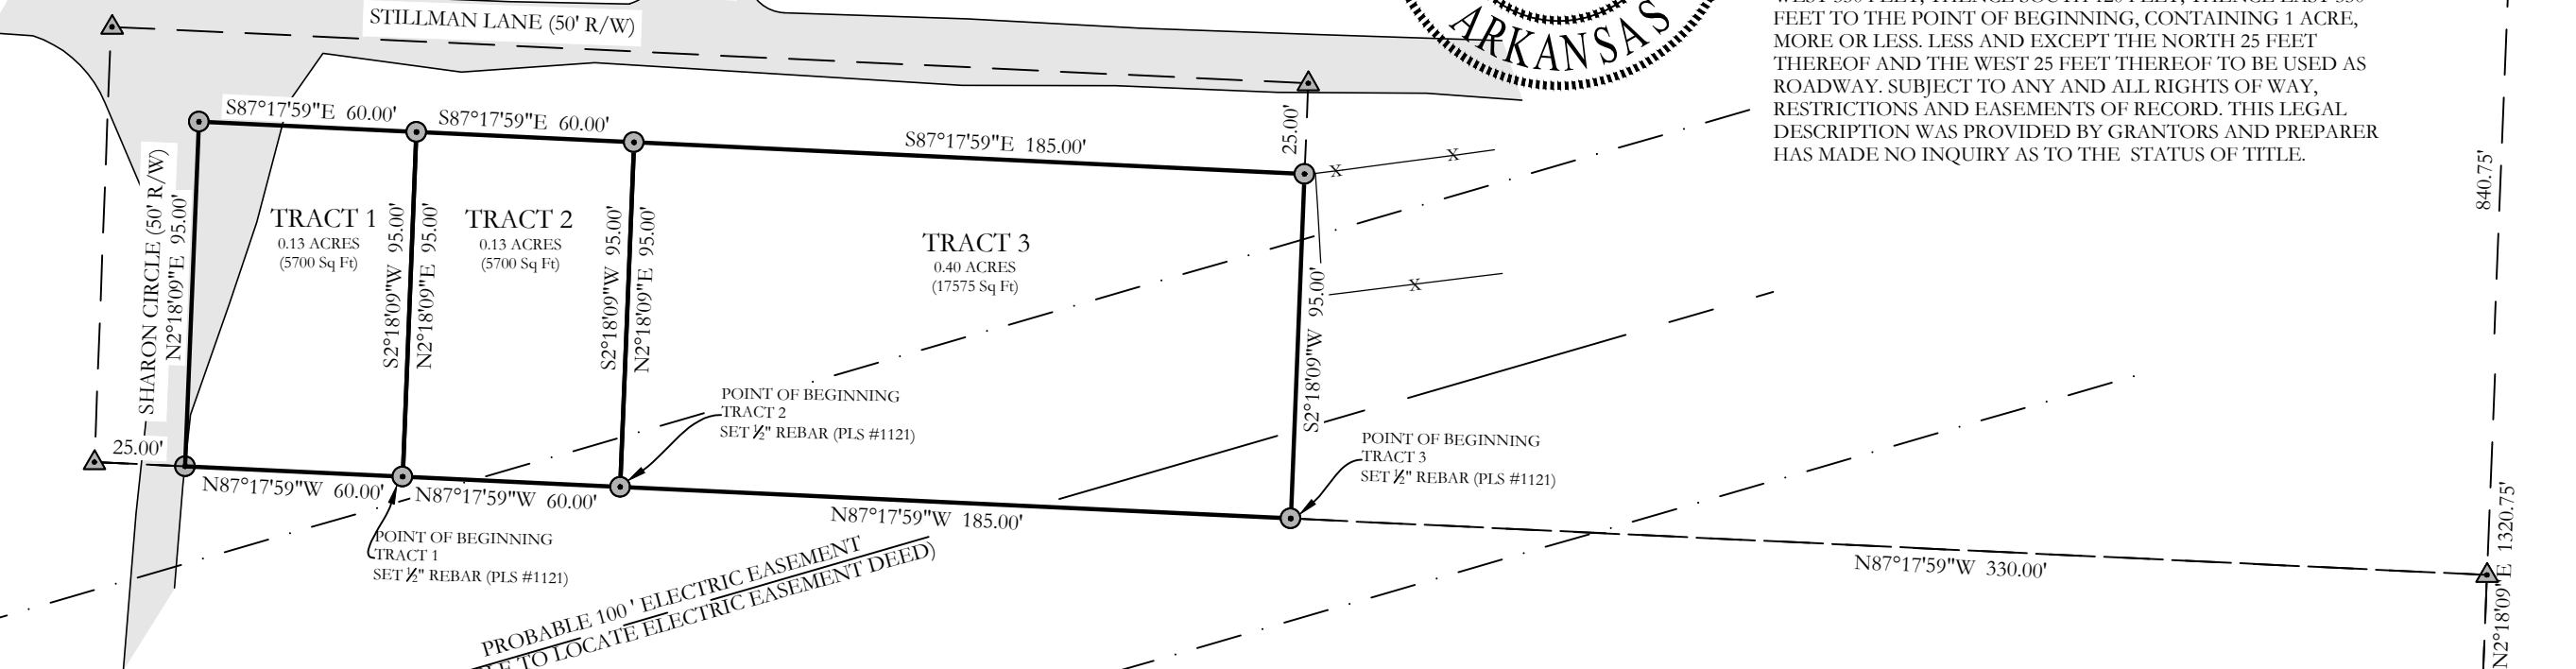 STILLMAN LANE (50' R/W)
ARKANSAS
FEET TO THE POINT OF BEGINNING, CONTAINING 1 ACRE,
MORE OR LESS. LESS AND EXCEPT THE NORTH 25 FEET
THEREOF AND THE WEST 25 FEET THEREOF TO BE USED AS
ROADWAY. SUBJECT TO ANY AND ALL RIGHTS OF WAY,
RESTRICTIONS AND EASEMENTS OF RECORD. THIS LEGAL
DESCRIPTION WAS PROVIDED BY GRANTORS AND PREPARER
HAS MADE NO INQUIRY AS TO THE STATUS OF TITLE.
S87°17'59"E 60.00'
S87°17'59"E 60.00'
S87°17'59"E 185.00'
25.00'
X
X
X
840.75'
SHARON CIRCLE (50' R/W)
N2°18'09"E 95.00'
TRACT 1
0.13 ACRES
(5700 Sq Ft)
S2°18'09"W 95.00'
N2°18'09"E 95.00'
TRACT 2
0.13 ACRES
(5700 Sq Ft)
S2°18'09"W 95.00'
N2°18'09"E 95.00'
TRACT 3
0.40 ACRES
(17575 Sq Ft)
S2°18'09"W 95.00'
POINT OF BEGINNING
TRACT 2
SET ½" REBAR (PLS #1121)
POINT OF BEGINNING
TRACT 3
SET ½" REBAR (PLS #1121)
25.00'
N87°17'59"W 60.00'
N87°17'59"W 60.00'
N87°17'59"W 185.00'
N87°17'59"W 330.00'
N2°18'09"E 1320.75'
POINT OF BEGINNING
TRACT 1
SET ½" REBAR (PLS #1121)
PROBABLE 100 ' ELECTRIC EASEMENT
TO LOCATE ELECTRIC EASEMENT DEED)